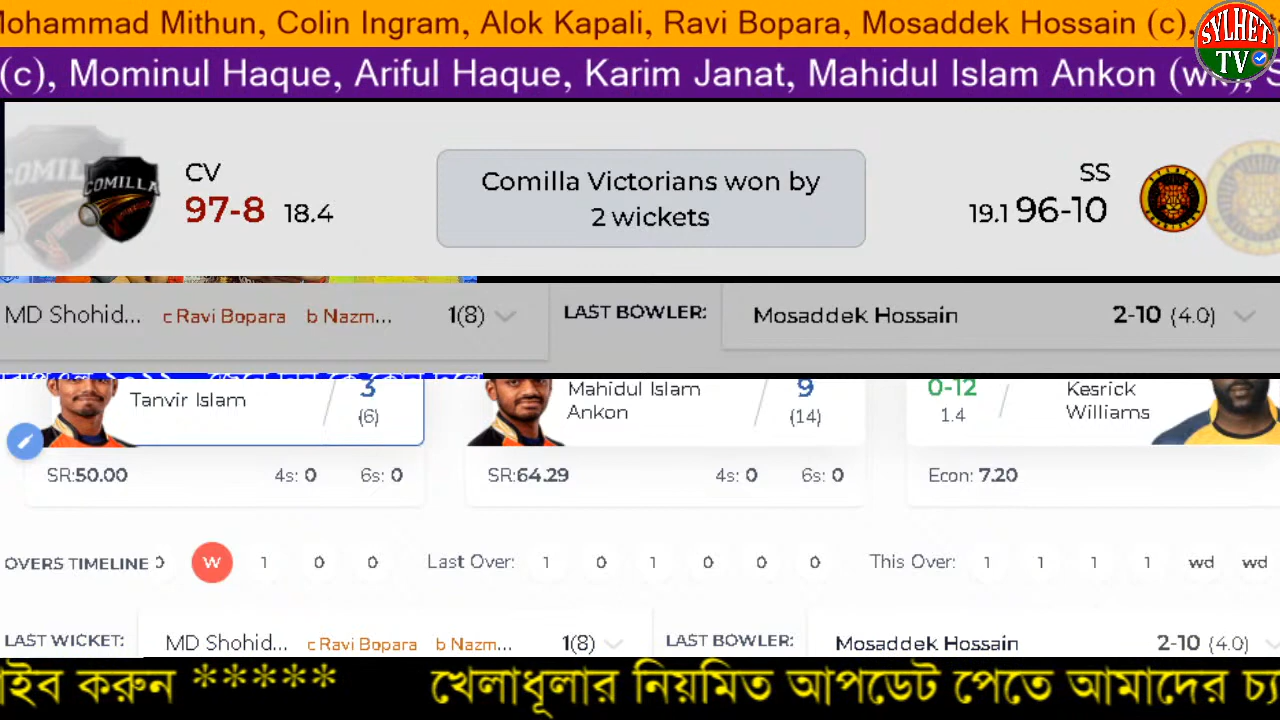 Mohammad Mithun, Colin Ingram, Alok Kapali, Ravi Bopara, Mosaddek Hossain (c),
SYLHET
TV
(c), Mominul Haque, Ariful Haque, Karim Janat, Mahidul Islam Ankon (wk), S
COMILLA
CV
97-8 18.4
Comilla Victorians won by
2 wickets
SS
19.1 96-10
MD Shohid... c Ravi Bopara b Nazm... 1(8) LAST BOWLER: Mosaddek Hossain 2-10 (4.0)
Tanvir Islam 3
(6)
Mahidul Islam
Ankon 9
(14)
0-12
1.4
Kesrick
Williams
SR:50.00 4s: 0 6s: 0
SR:64.29 4s: 0 6s: 0
Econ: 7.20
OVERS TIMELINE 0 W 1 0 0 Last Over: 1 0 1 0 0 0 This Over: 1 1 1 1 wd wd
LAST WICKET: MD Shohid... c Ravi Bopara b Nazm... 1(8) LAST BOWLER: Mosaddek Hossain 2-10 (4.0)
াইব করুন ***** খেলাধূলার নিয়মিত আপডেট পেতে আমাদের চ্য